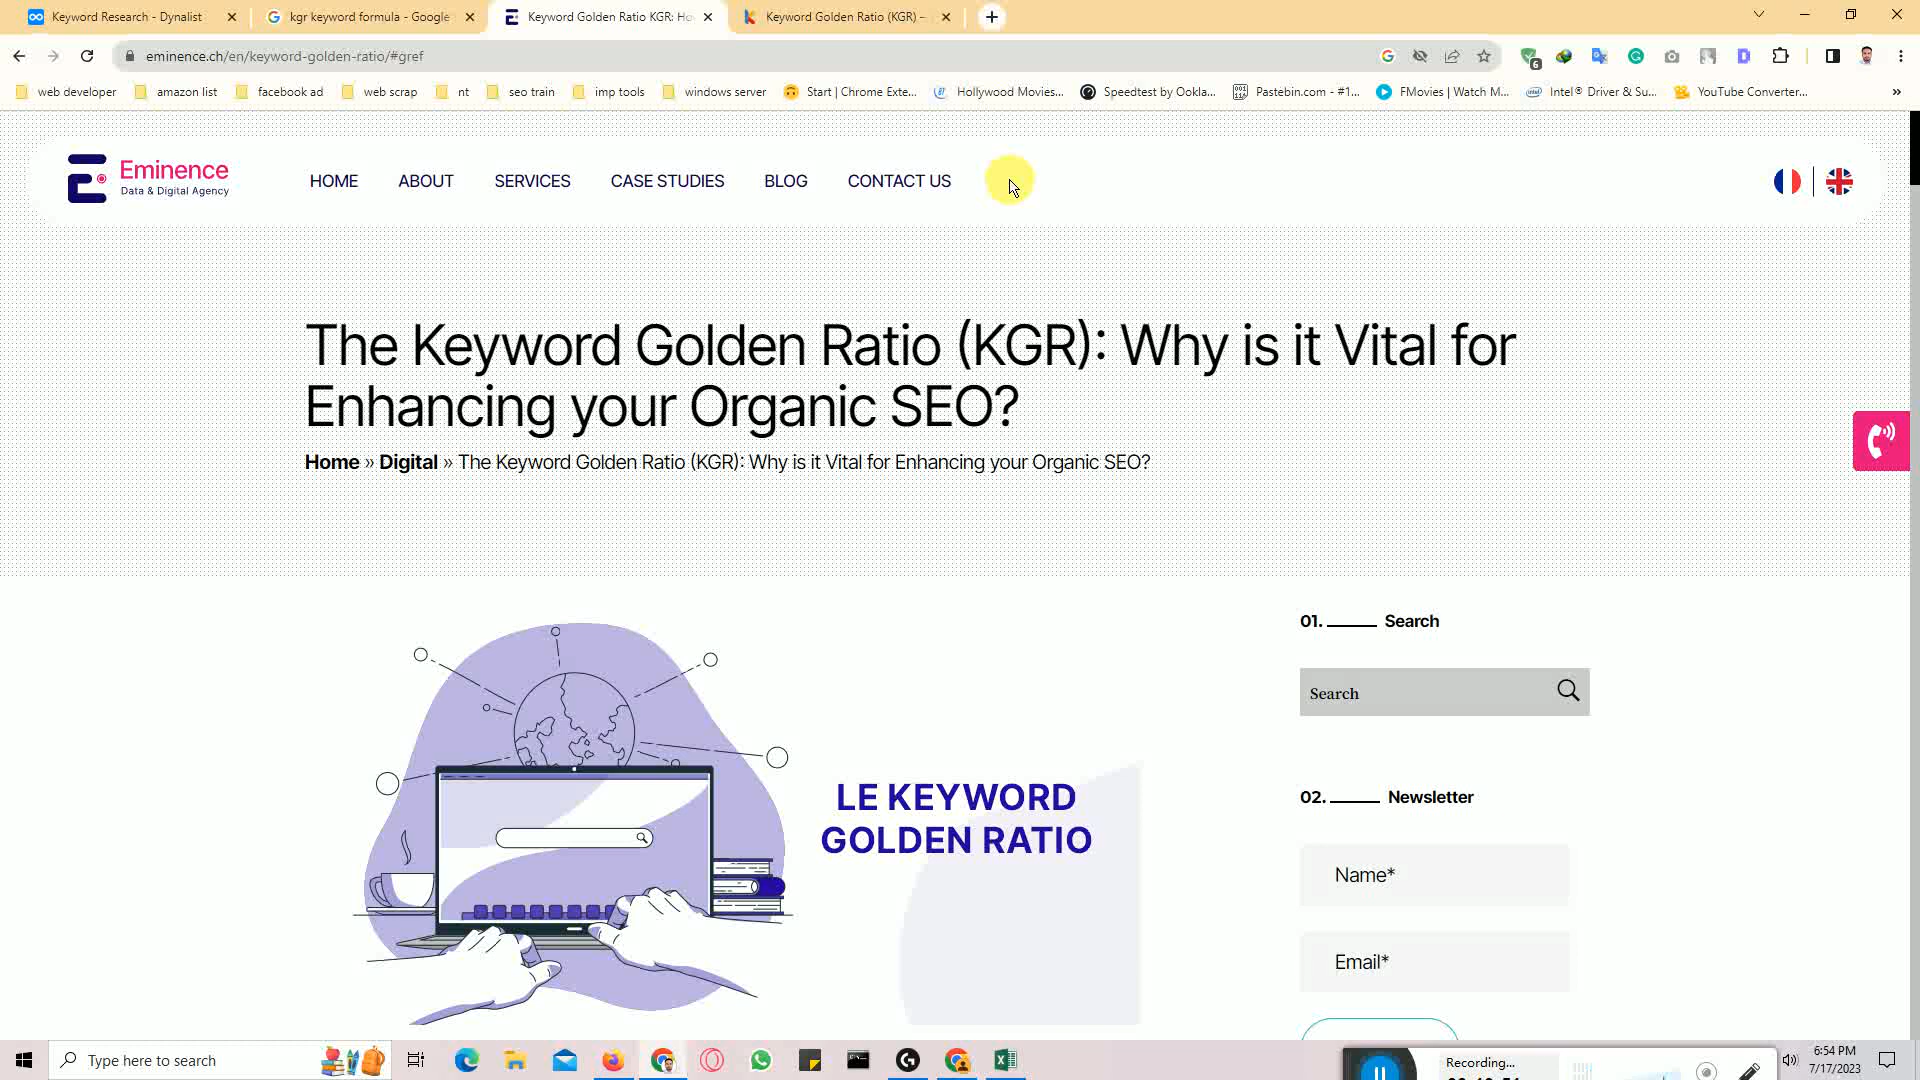 Keyword Research - Dynalist
kgr keyword formula - Google
Keyword Golden Ratio KGR: Ho
Keyword Golden Ratio (KGR) –
eminence.ch/en/keyword-golden-ratio/#gref
6
web developer
amazon list
facebook ad
web scrap
nt
seo train
imp tools
windows server
Start | Chrome Exte...
Hollywood Movies...
Speedtest by Ookla...
Pastebin.com - #1...
FMovies | Watch M...
Intel® Driver & Su...
YouTube Converter...
»
Eminence
Data & Digital Agency
HOME
ABOUT
SERVICES
CASE STUDIES
BLOG
CONTACT US
The Keyword Golden Ratio (KGR): Why is it Vital for
Enhancing your Organic SEO?
Home » Digital » The Keyword Golden Ratio (KGR): Why is it Vital for Enhancing your Organic SEO?
LE KEYWORD
GOLDEN RATIO
01. Search
Search
02. Newsletter
Name*
Email*
Type here to search
Recording...
6:54 PM
7/17/2023